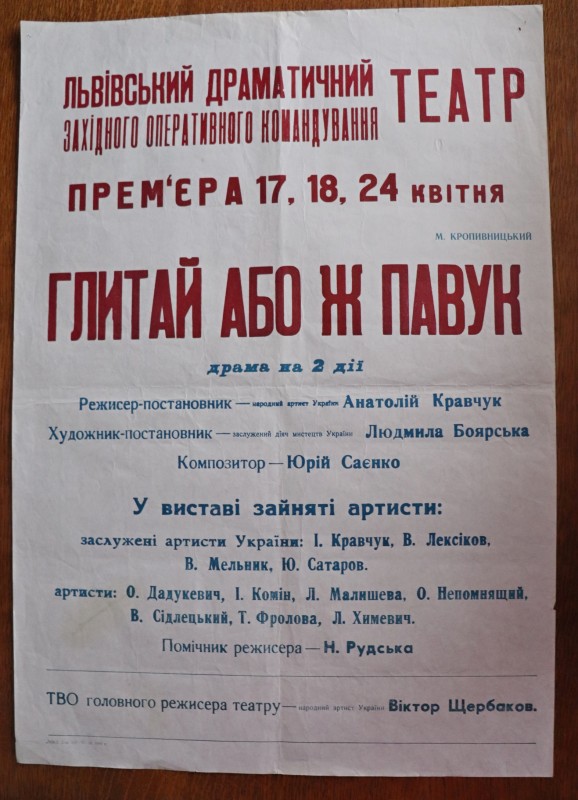 ЛЬВІВСЬКИЙ ДРАМАТИЧНИЙ ТЕАТР
ЗАХІДНОГО ОПЕРАТИВНОГО КОМАНДУВАННЯ
ПРЕМ‘ЄРА 17, 18, 24 КВІТНЯ
М. КРОПИВНИЦЬКИЙ
ГЛИТАЙ АБО Ж ПАВУК
драма на 2 дії
Режисер-постановник — народний артист України Анатолій Кравчук
Художник-постановник — заслужений діяч мистецтв України Людмила Боярська
Композитор — Юрій Саєнко
У виставі зайняті артисти:
заслужені артисти України: І. Кравчук, В. Лексіков,
В. Мельник, Ю. Сатаров.
артисти: О. Дадукевич, І. Комін, Л. Малишева, О. Непомнящий,
В. Сідлецький, Т. Фролова, Л. Химевич.
Помічник режисера — Н. Рудська
ТВО головного режисера театру — народний артист України Віктор Щербаков.